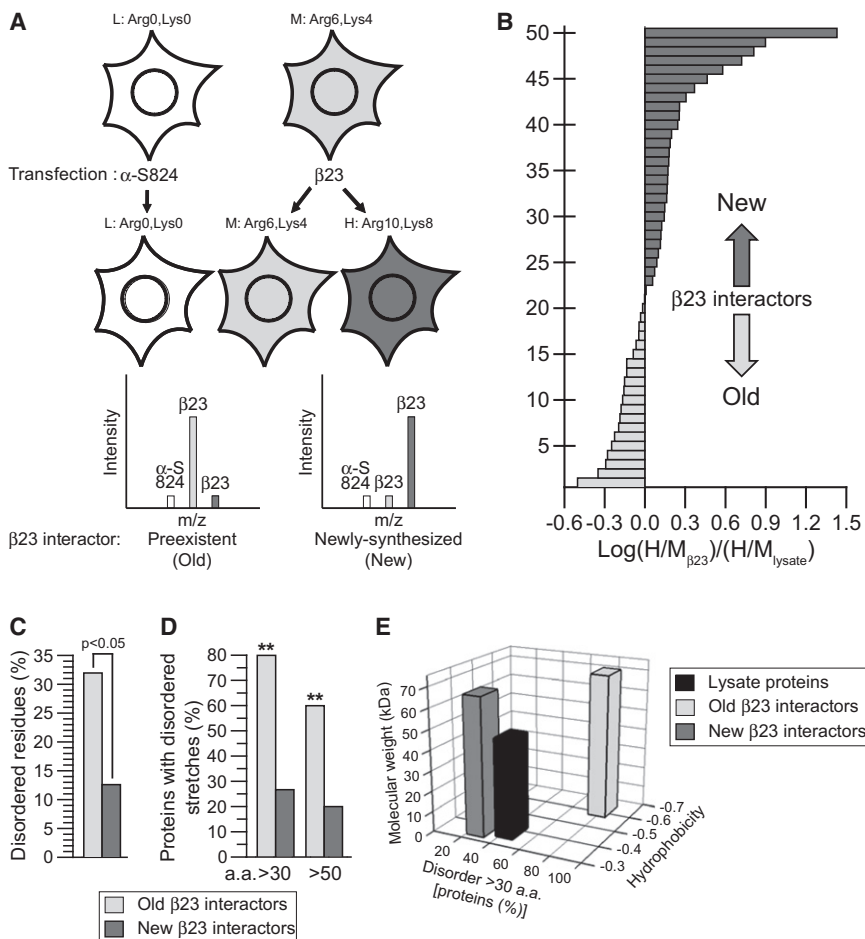 A
L: Arg0,Lys0
M: Arg6,Lys4
Transfection : α-S824
β23
L: Arg0,Lys0
M: Arg6,Lys4
H: Arg10,Lys8
Intensity
α-S
824
β23
β23
m/z
Intensity
α-S
824
β23
β23
m/z
β23 interactor:
Preexistent
(Old)
Newly-synthesized
(New)
B
50
45
40
35
30
25
20
15
10
5
New
β23 interactors
Old
-0.6 -0.3 0.0 0.3 0.6 0.9 1.2 1.5
Log(H/Mβ23)/(H/Mlysate)
C
Disordered residues (%)
35
30
25
20
15
10
5
0
p<0.05
D
Proteins with disordered
stretches (%)
80
70
60
50
40
30
20
10
0
**
**
a.a.>30
>50
Old β23 interactors
New β23 interactors
E
Molecular weight (kDa)
70
60
50
40
30
20
10
0
20
40
60
80
100
Disorder >30 a.a.
[proteins (%)]
-0.7
-0.6
-0.5
-0.4
-0.3
Hydrophobicity
Lysate proteins
Old β23 interactors
New β23 interactors